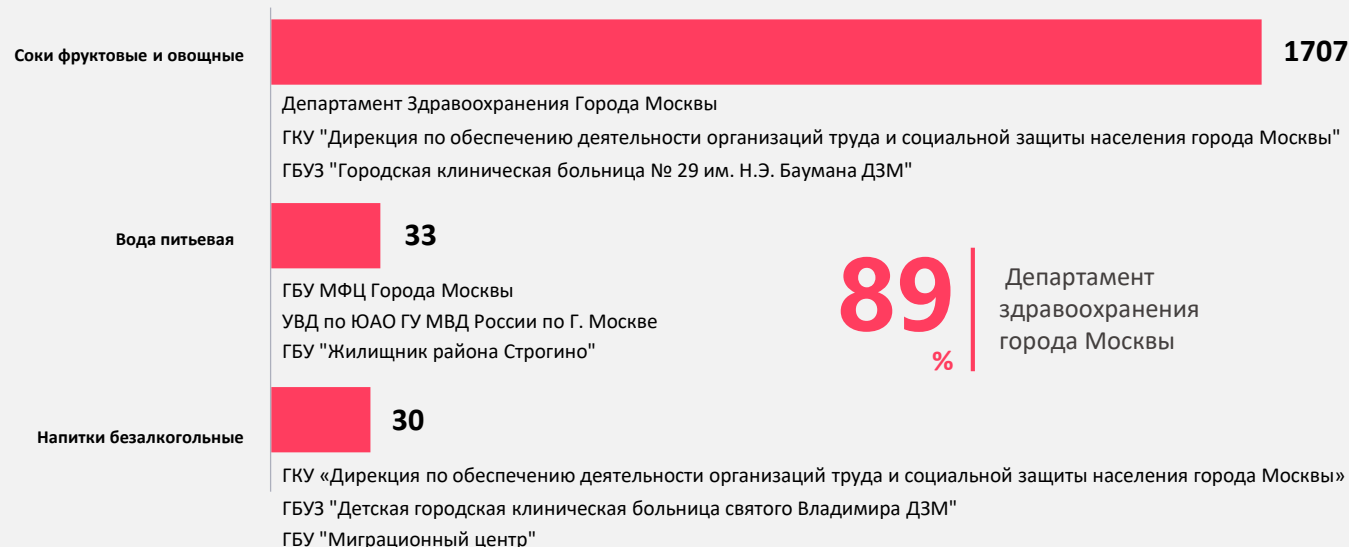 Соки фруктовые и овощные
1707
Департамент Здравоохранения Города Москвы
ГКУ "Дирекция по обеспечению деятельности организаций труда и социальной защиты населения города Москвы"
ГБУЗ "Городская клиническая больница № 29 им. Н.Э. Баумана ДЗМ"
Вода питьевая
33
ГБУ МФЦ Города Москвы
УВД по ЮАО ГУ МВД России по Г. Москве
ГБУ "Жилищник района Строгино"
89
%
Департамент
здравоохранения
города Москвы
Напитки безалкогольные
30
ГКУ «Дирекция по обеспечению деятельности организаций труда и социальной защиты населения города Москвы»
ГБУЗ "Детская городская клиническая больница святого Владимира ДЗМ"
ГБУ "Миграционный центр"